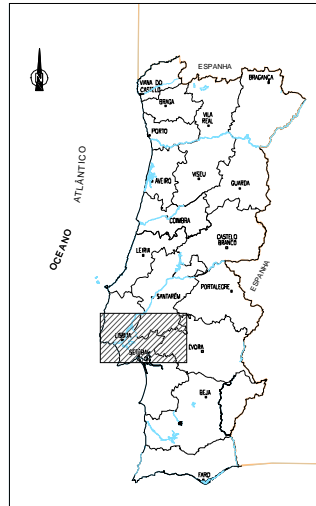 ESPANHA
BRAGANÇA
VIANA DO
CASTELO
BRAGA
VILA
REAL
PORTO
AVEIRO
VISEU
GUARDA
COIMBRA
CASTELO
BRANCO
LEIRIA
SANTARÉM
PORTALEGRE
ESPANHA
LISBOA
SETÚBAL
EVORA
BEJA
FARO
OCEANO ATLÂNTICO
N